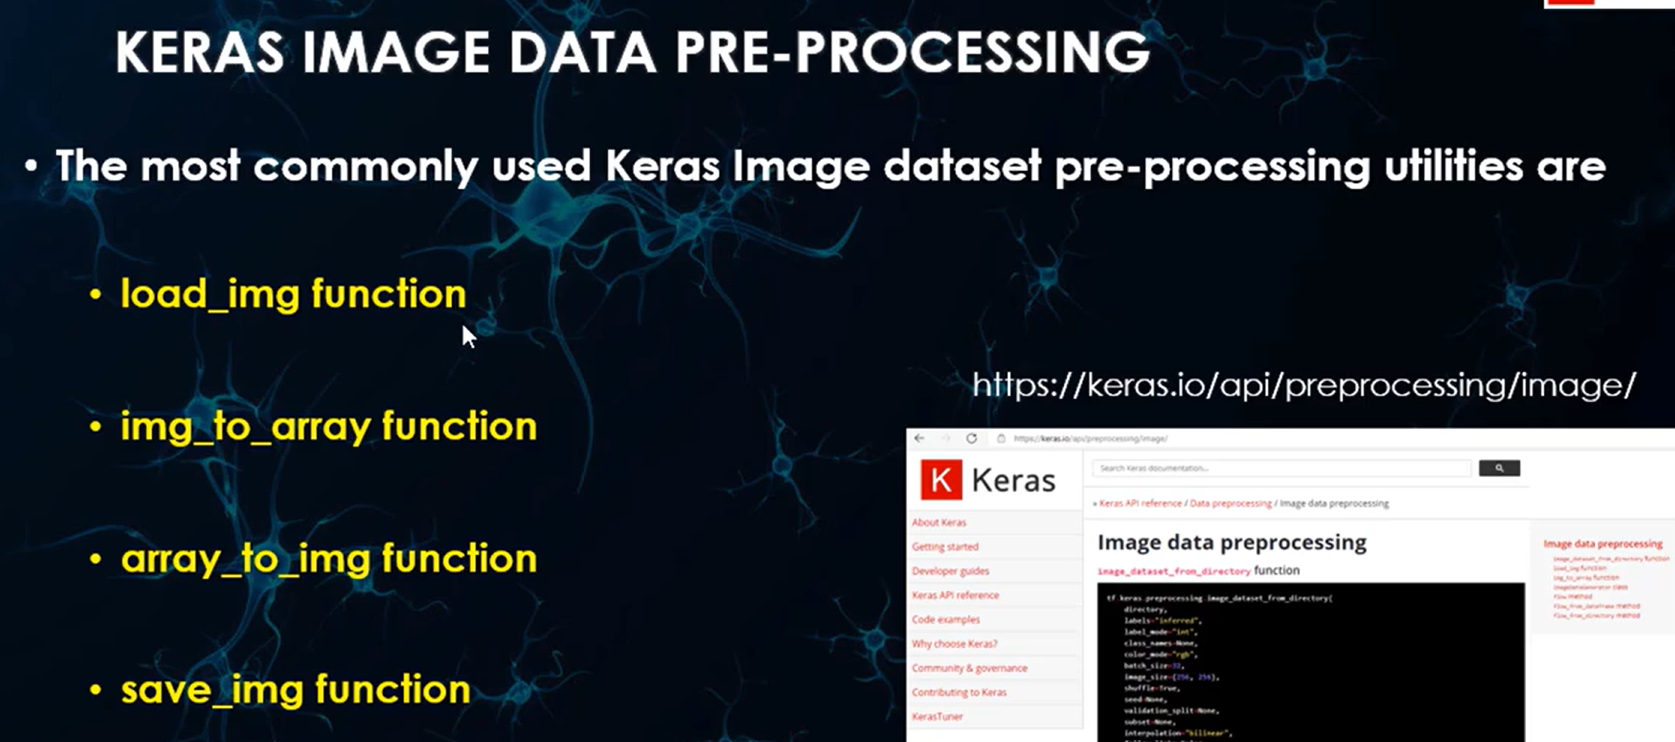 KERAS IMAGE DATA PRE-PROCESSING
• The most commonly used Keras Image dataset pre-processing utilities are
• load_img function
• img_to_array function
• array_to_img function
• save_img function
https://keras.io/api/preprocessing/image/
https://keras.io/api/preprocessing/image/
K Keras
Search Keras documentation...
» Keras API reference / Data preprocessing / Image data preprocessing
About Keras
Getting started
Developer guides
Keras API reference
Code examples
Why choose Keras?
Community & governance
Contributing to Keras
KerasTuner
Image data preprocessing
image_dataset_from_directory function
tf.keras.preprocessing.image_dataset_from_directory(
directory,
labels="inferred",
label_mode="int",
class_names=None,
color_mode="rgb",
batch_size=32,
image_size=(256, 256),
shuffle=True,
seed=None,
validation_split=None,
subset=None,
interpolation="bilinear",
Image data preprocessing
image_dataset_from_directory function
load_img function
img_to_array function
ImageDataGenerator class
flow method
flow_from_dataframe method
flow_from_directory method